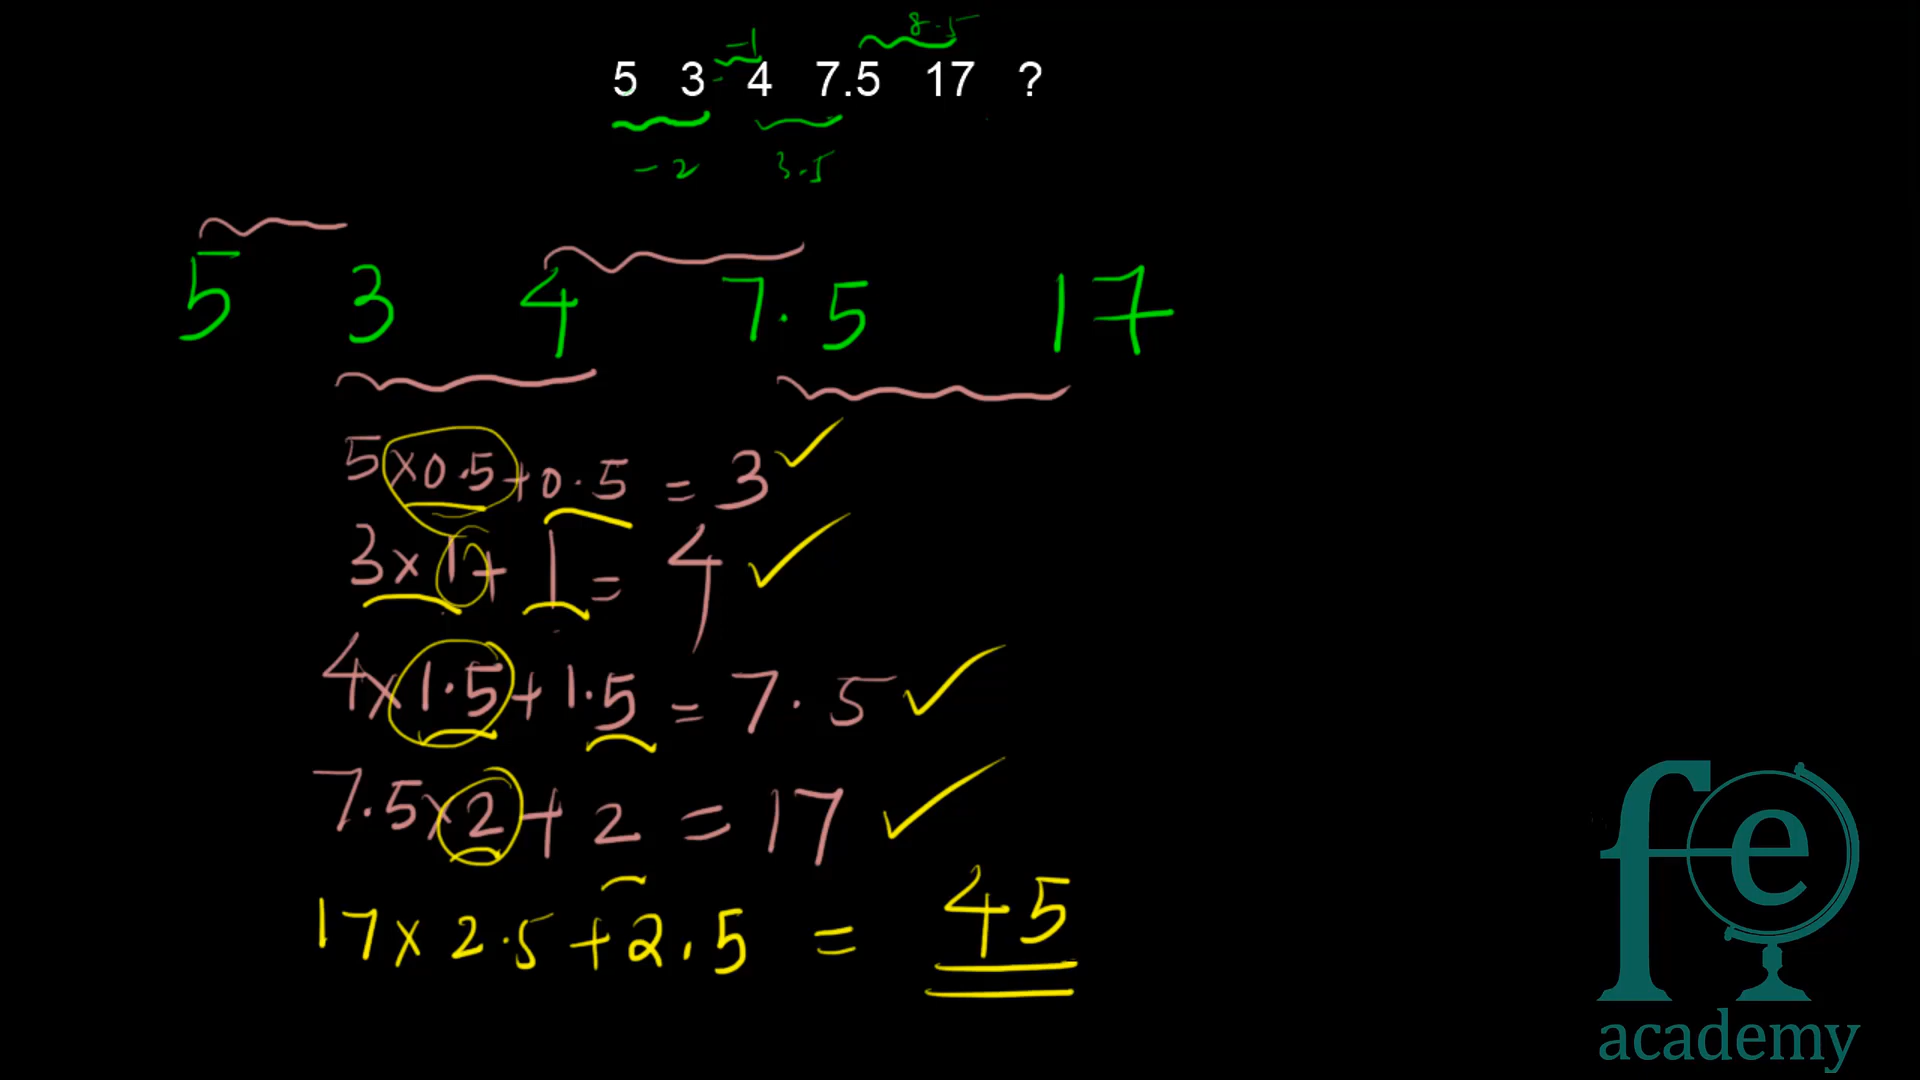 8.5
-1
5 3 4 7.5 17 ?
-2 3.5
5 3 4 7.5 17
5×0.5+0.5 = 3
3×1+1 = 4
4×1.5+1.5 = 7.5
7.5×2+2 = 17
17×2.5+2.5 = 45
fe
academy